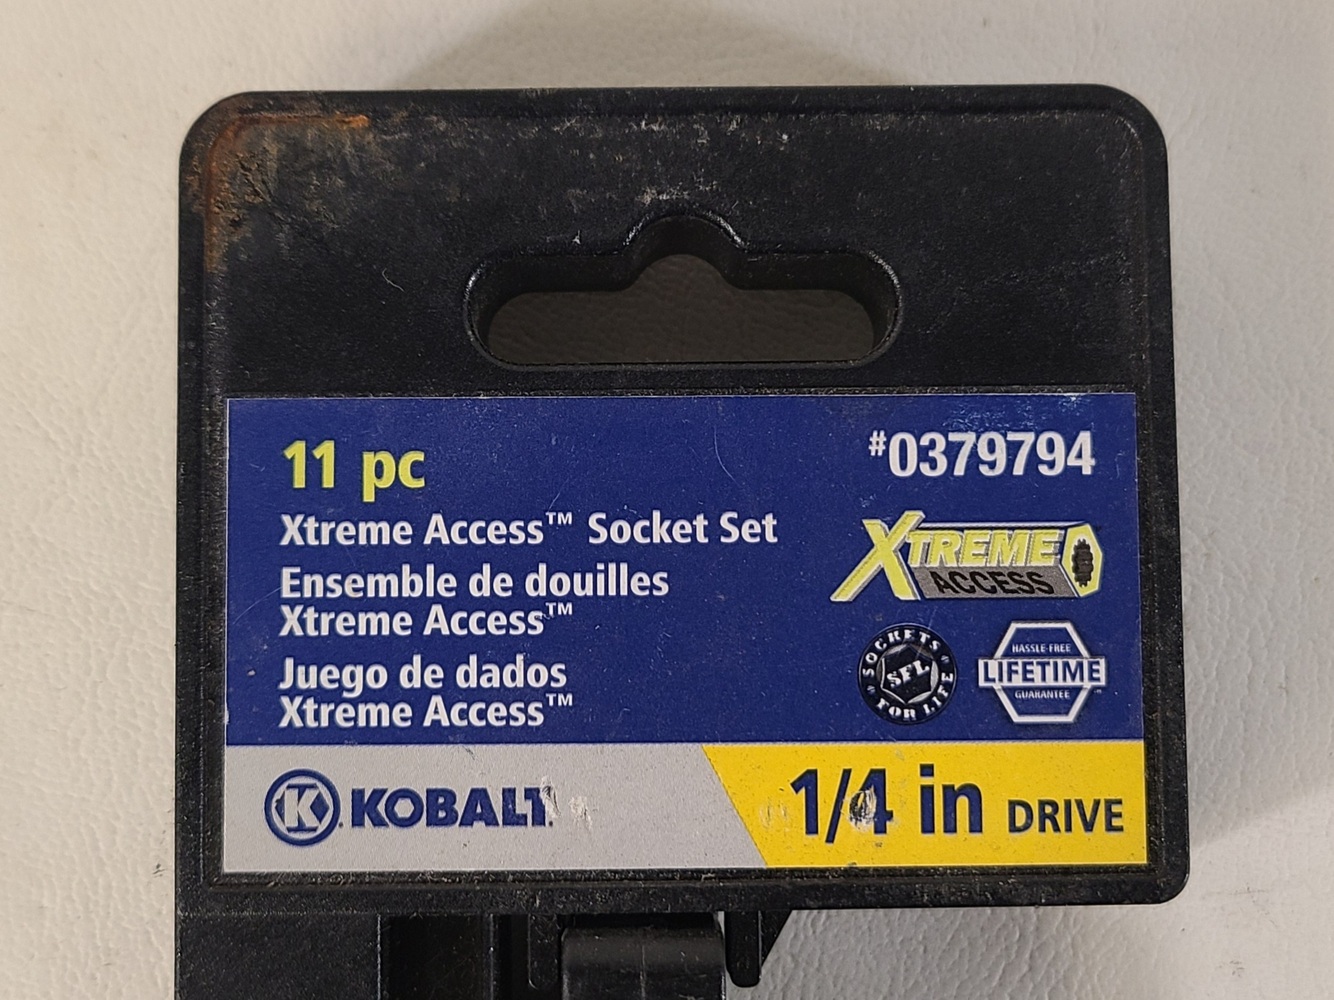 11 pc
#0379794
Xtreme Access™ Socket Set
Ensemble de douilles
Xtreme Access™
Juego de dados
Xtreme Access™
XTREME
ACCESS
SOCKETS
SFL
FOR LIFE
HASSLE-FREE
LIFETIME
GUARANTEE
K KOBALT
1/4 in DRIVE